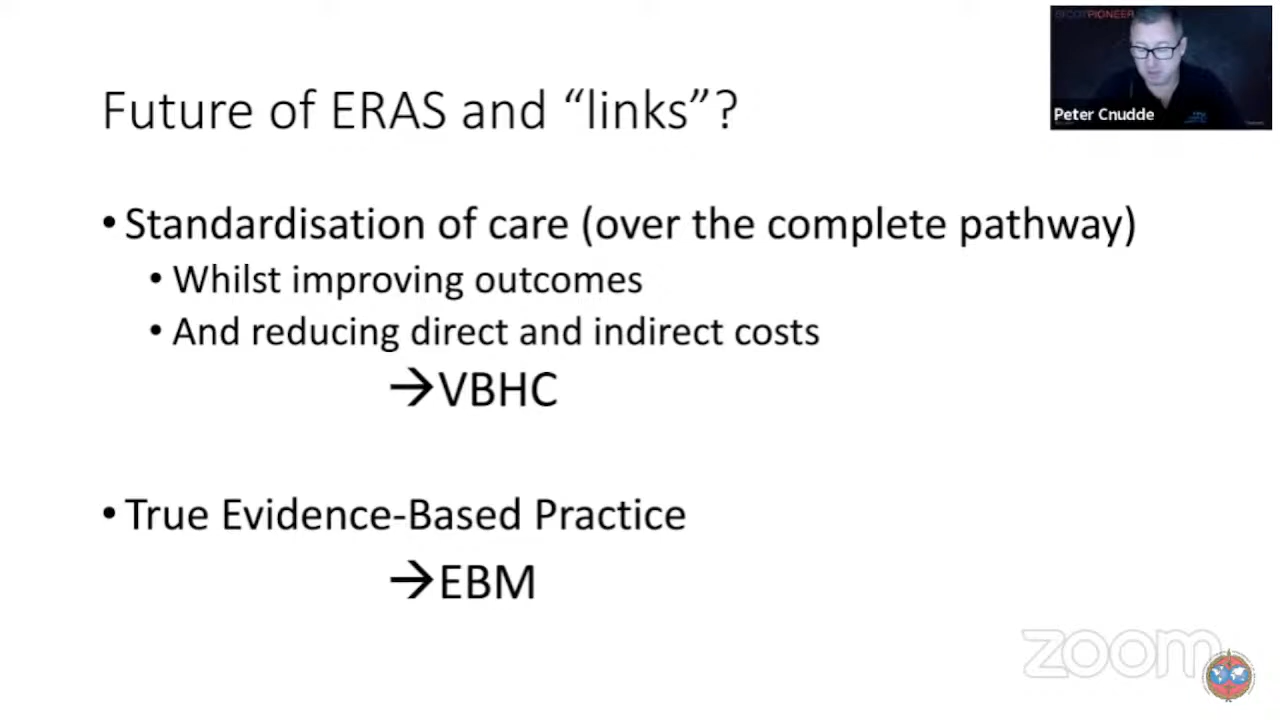 Future of ERAS and “links”?
Peter Cnudde
• Standardisation of care (over the complete pathway)
• Whilst improving outcomes
• And reducing direct and indirect costs
→VBHC
• True Evidence-Based Practice
→EBM
zoom